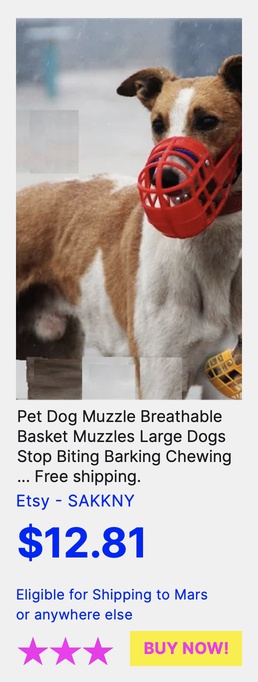 Pet Dog Muzzle Breathable
Basket Muzzles Large Dogs
Stop Biting Barking Chewing
... Free shipping.
Etsy - SAKKNY
$12.81
Eligible for Shipping to Mars
or anywhere else
BUY NOW!